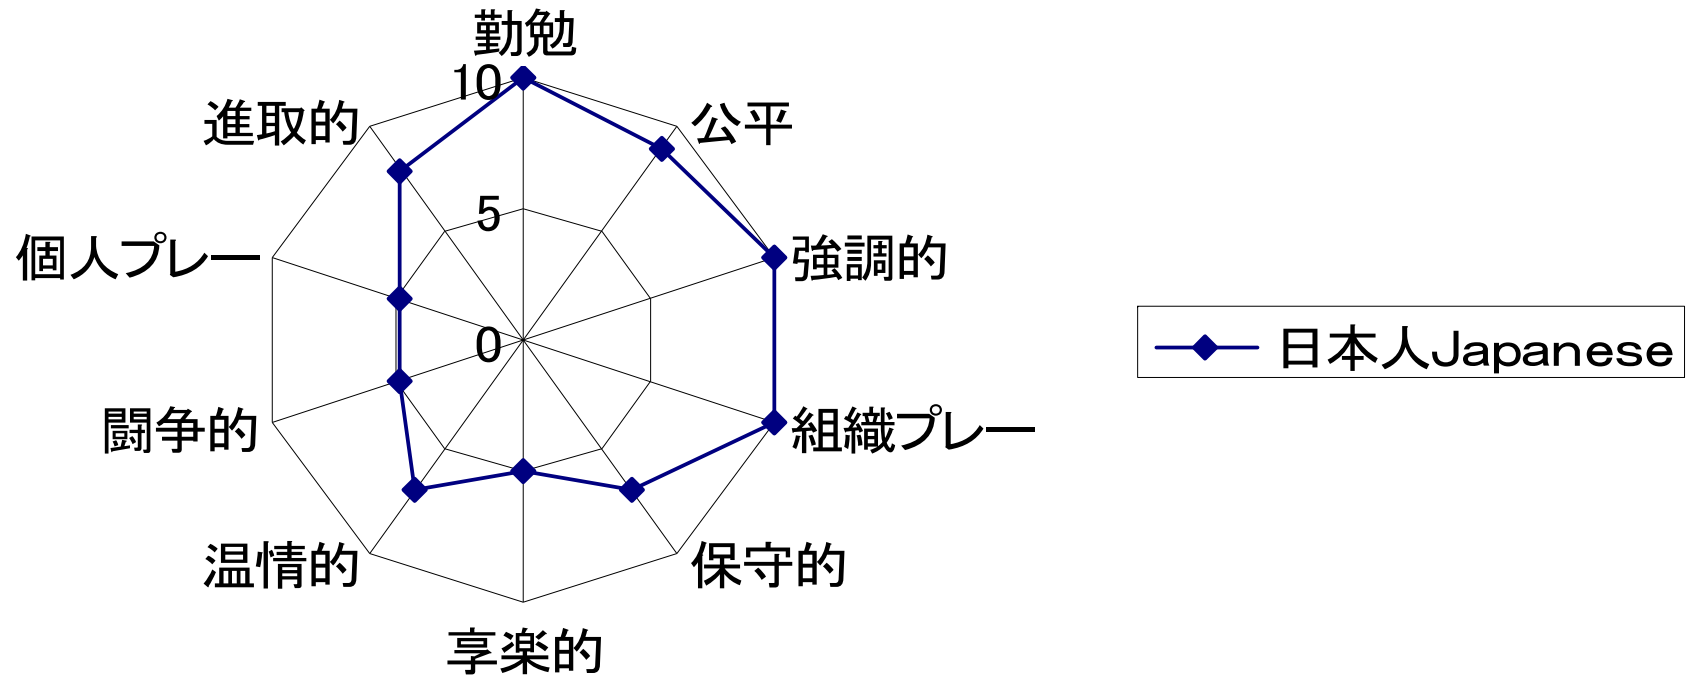 勤勉
10
進取的
公平
5
個人プレー
強調的
0
日本人Japanese
闘争的
組織プレー
温情的
保守的
享楽的